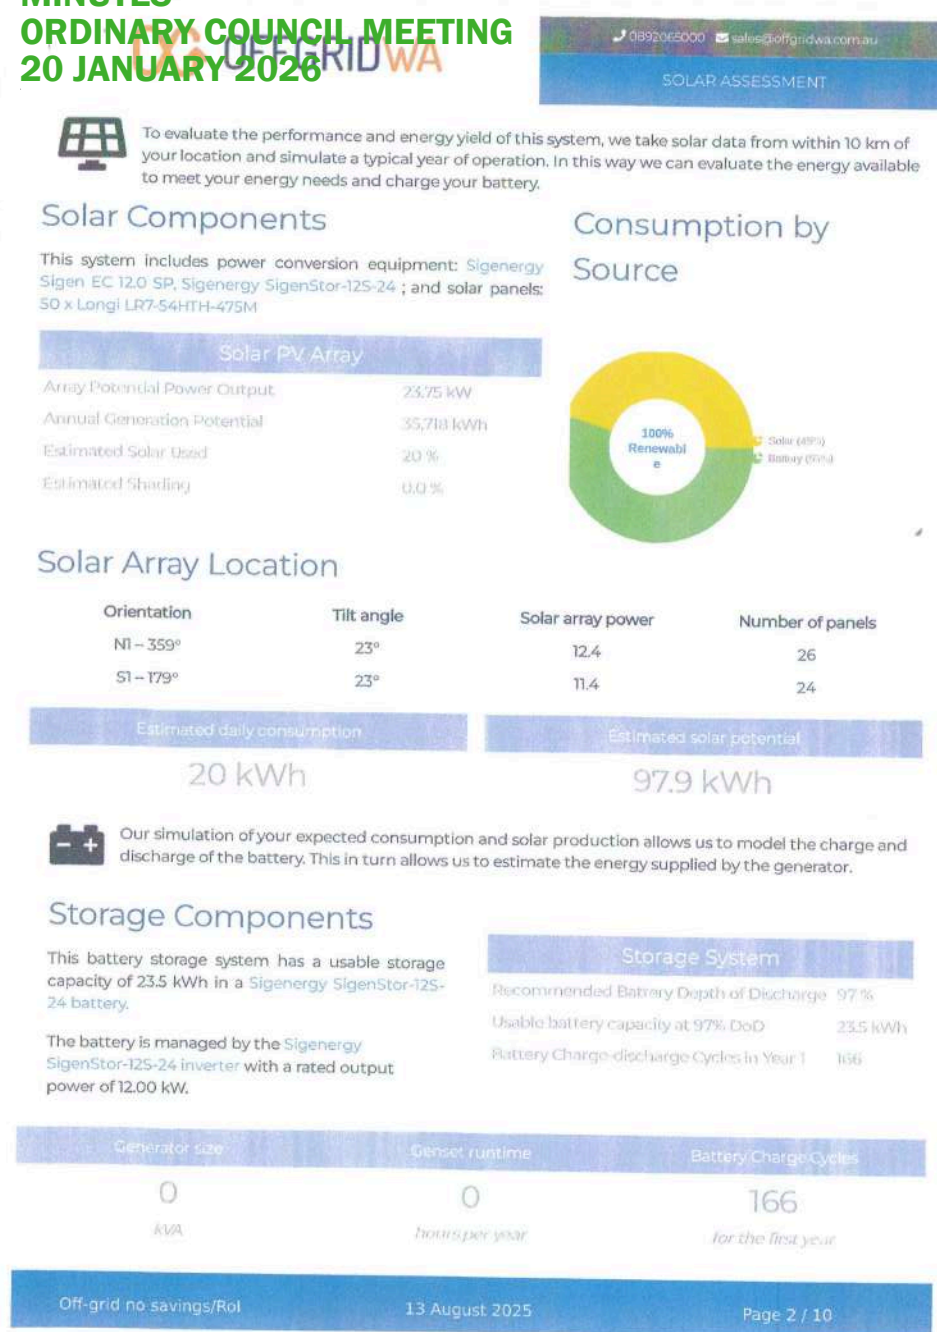 MINUTES
ORDINARY COUNCIL MEETING
20 JANUARY 2026
OFFGRIDWA
0892065000 sales@offgridwa.com.au
SOLAR ASSESSMENT
To evaluate the performance and energy yield of this system, we take solar data from within 10 km of
your location and simulate a typical year of operation. In this way we can evaluate the energy available
to meet your energy needs and charge your battery.
Solar Components
This system includes power conversion equipment: Sigenergy
Sigen EC 12.0 SP, Sigenergy SigenStor-12S-24 ; and solar panels:
50 x Longi LR7-54HTH-475M
Solar PV Array
Array Potential Power Output 23.75 kW
Annual Generation Potential 35,718 kWh
Estimated Solar Used 20 %
Estimated Shading 0.0 %
Consumption by
Source
100%
Renewabl
e
Solar
Battery
Solar Array Location
Orientation Tilt angle Solar array power Number of panels
N1 – 359° 23° 12.4 26
S1 – 179° 23° 11.4 24
Estimated daily consumption Estimated solar potential
20 kWh 97.9 kWh
Our simulation of your expected consumption and solar production allows us to model the charge and
discharge of the battery. This in turn allows us to estimate the energy supplied by the generator.
Storage Components
This battery storage system has a usable storage
capacity of 23.5 kWh in a Sigenergy SigenStor-12S-
24 battery.
The battery is managed by the Sigenergy
SigenStor-12S-24 inverter with a rated output
power of 12.00 kW.
Storage System
Recommended Battery Depth of Discharge 97 %
Usable battery capacity at 97% DoD 23.5 kWh
Battery Charge-discharge Cycles in Year 1 166
Generator size Genset runtime Battery Charge Cycles
0 0 166
kVA hours per year for the first year
Off-grid no savings/RoI 13 August 2025 Page 2 / 10